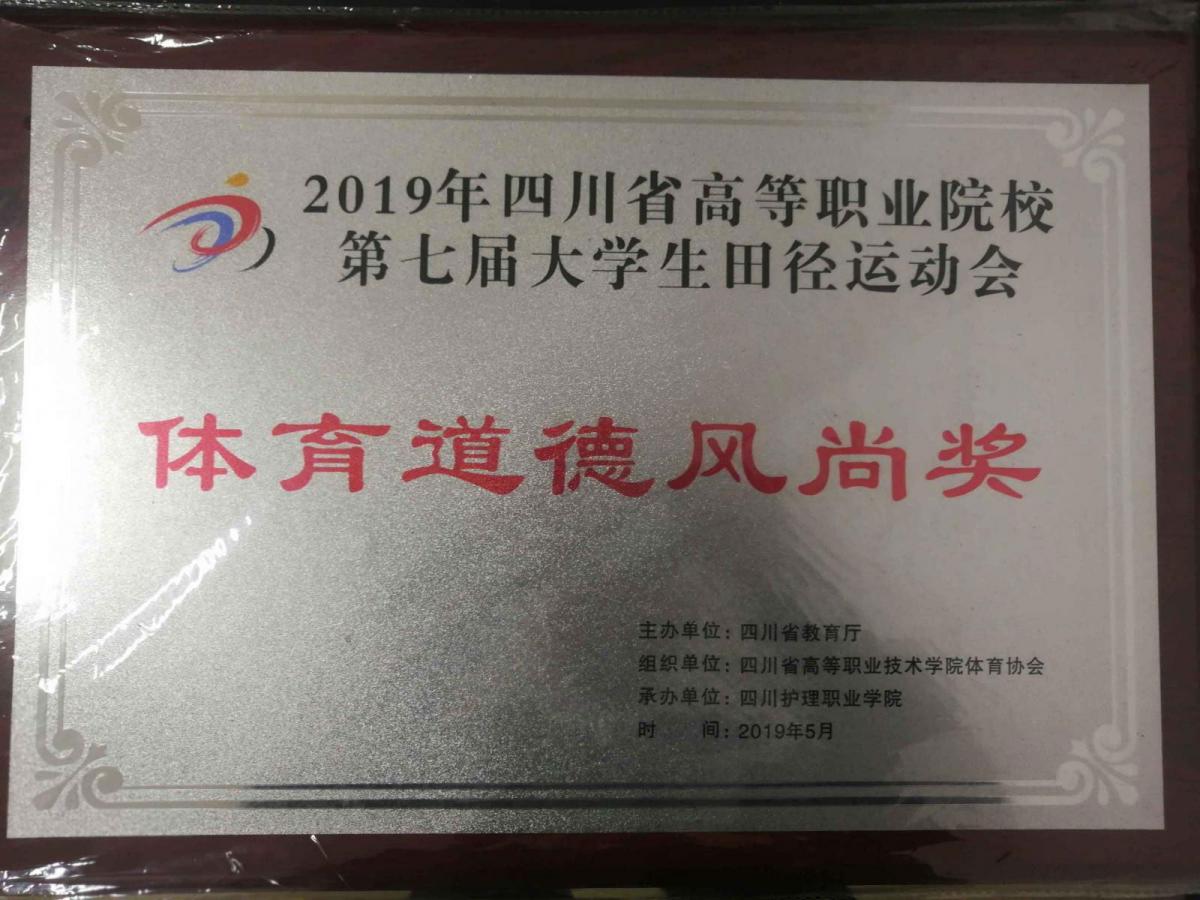 2019年四川省高等职业院校
第七届大学生田径运动会
体育道德风尚奖
主办单位：四川省教育厅
组织单位：四川省高等职业技术学院体育协会
承办单位：四川护理职业学院
时　　间：2019年5月